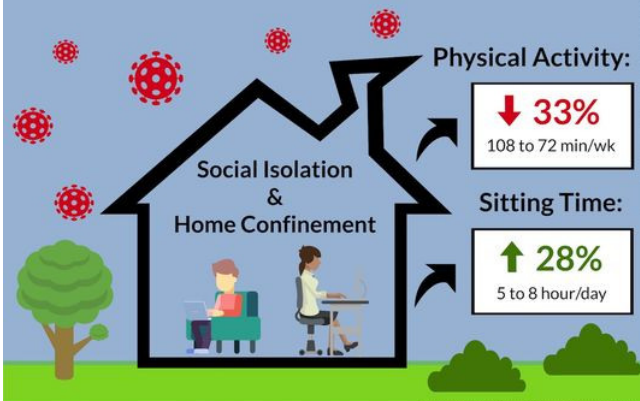 Physical Activity:
33%
108 to 72 min/wk
Social Isolation
&
Home Confinement
Sitting Time:
28%
5 to 8 hour/day